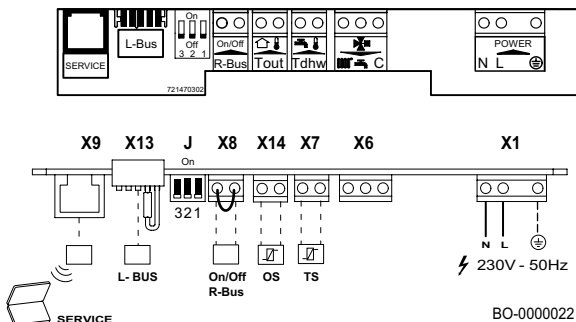 On
L-Bus
Off
3 2 1
SERVICE
721470302
On/Off
R-Bus
Tout
Tdhw
C
POWER
N L
X9 X13 J X8 X14 X7 X6 X1
On
321
L- BUS
On/Off
R-Bus
OS
TS
N L
230V - 50Hz
SERVICE
BO-0000022